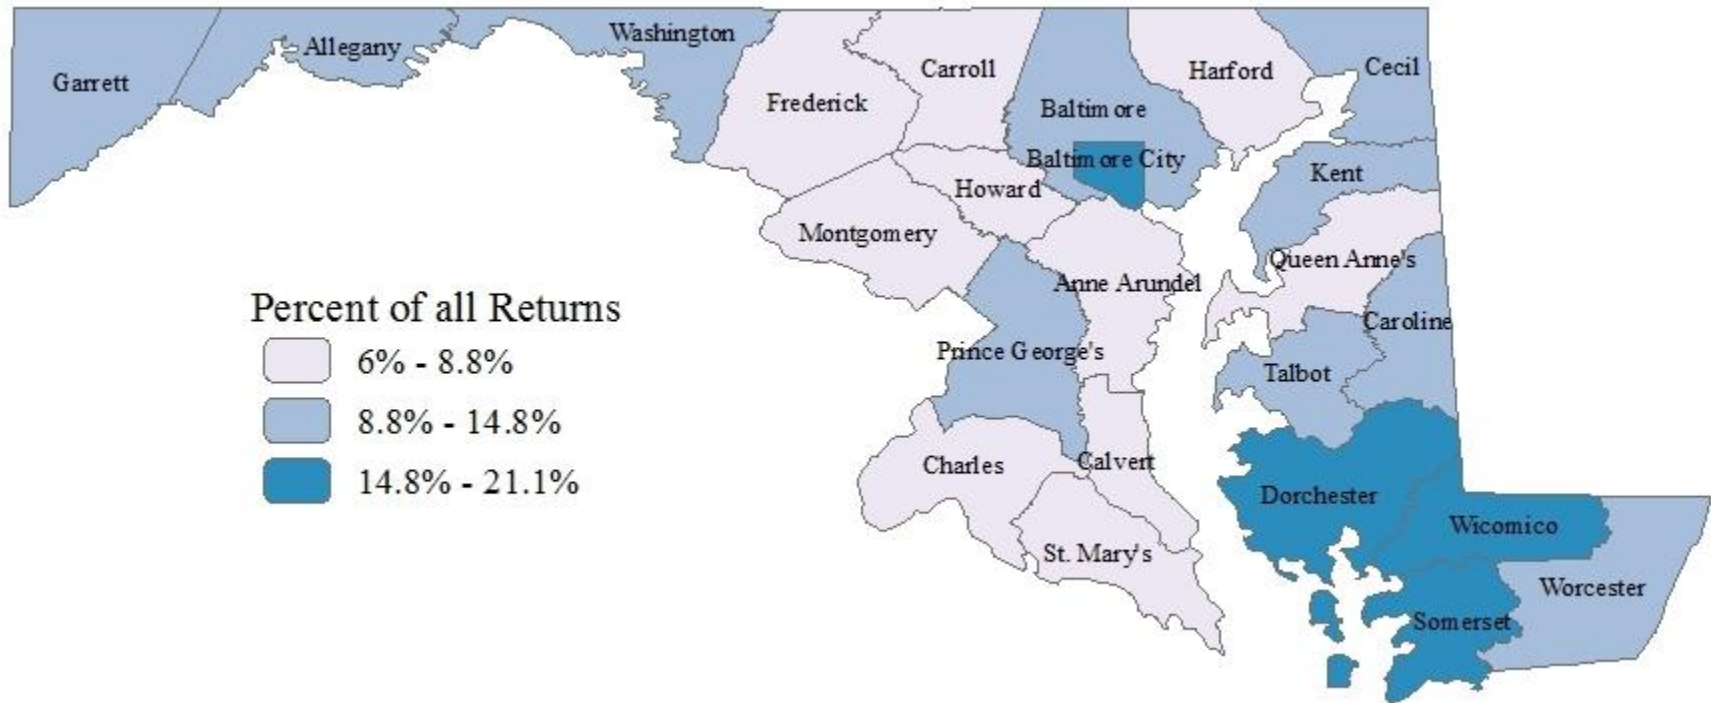 Washington
Allegany
Garrett
Carroll
Harford
Cecil
Frederick
Baltimore
Baltimore City
Kent
Howard
Montgomery
Queen Anne's
Anne Arundel
Percent of all Returns
Caroline
Prince George's
6% - 8.8%
Talbot
8.8% - 14.8%
Charles
Calvert
14.8% - 21.1%
Dorchester
Wicomico
St. Mary's
Worcester
Somerset